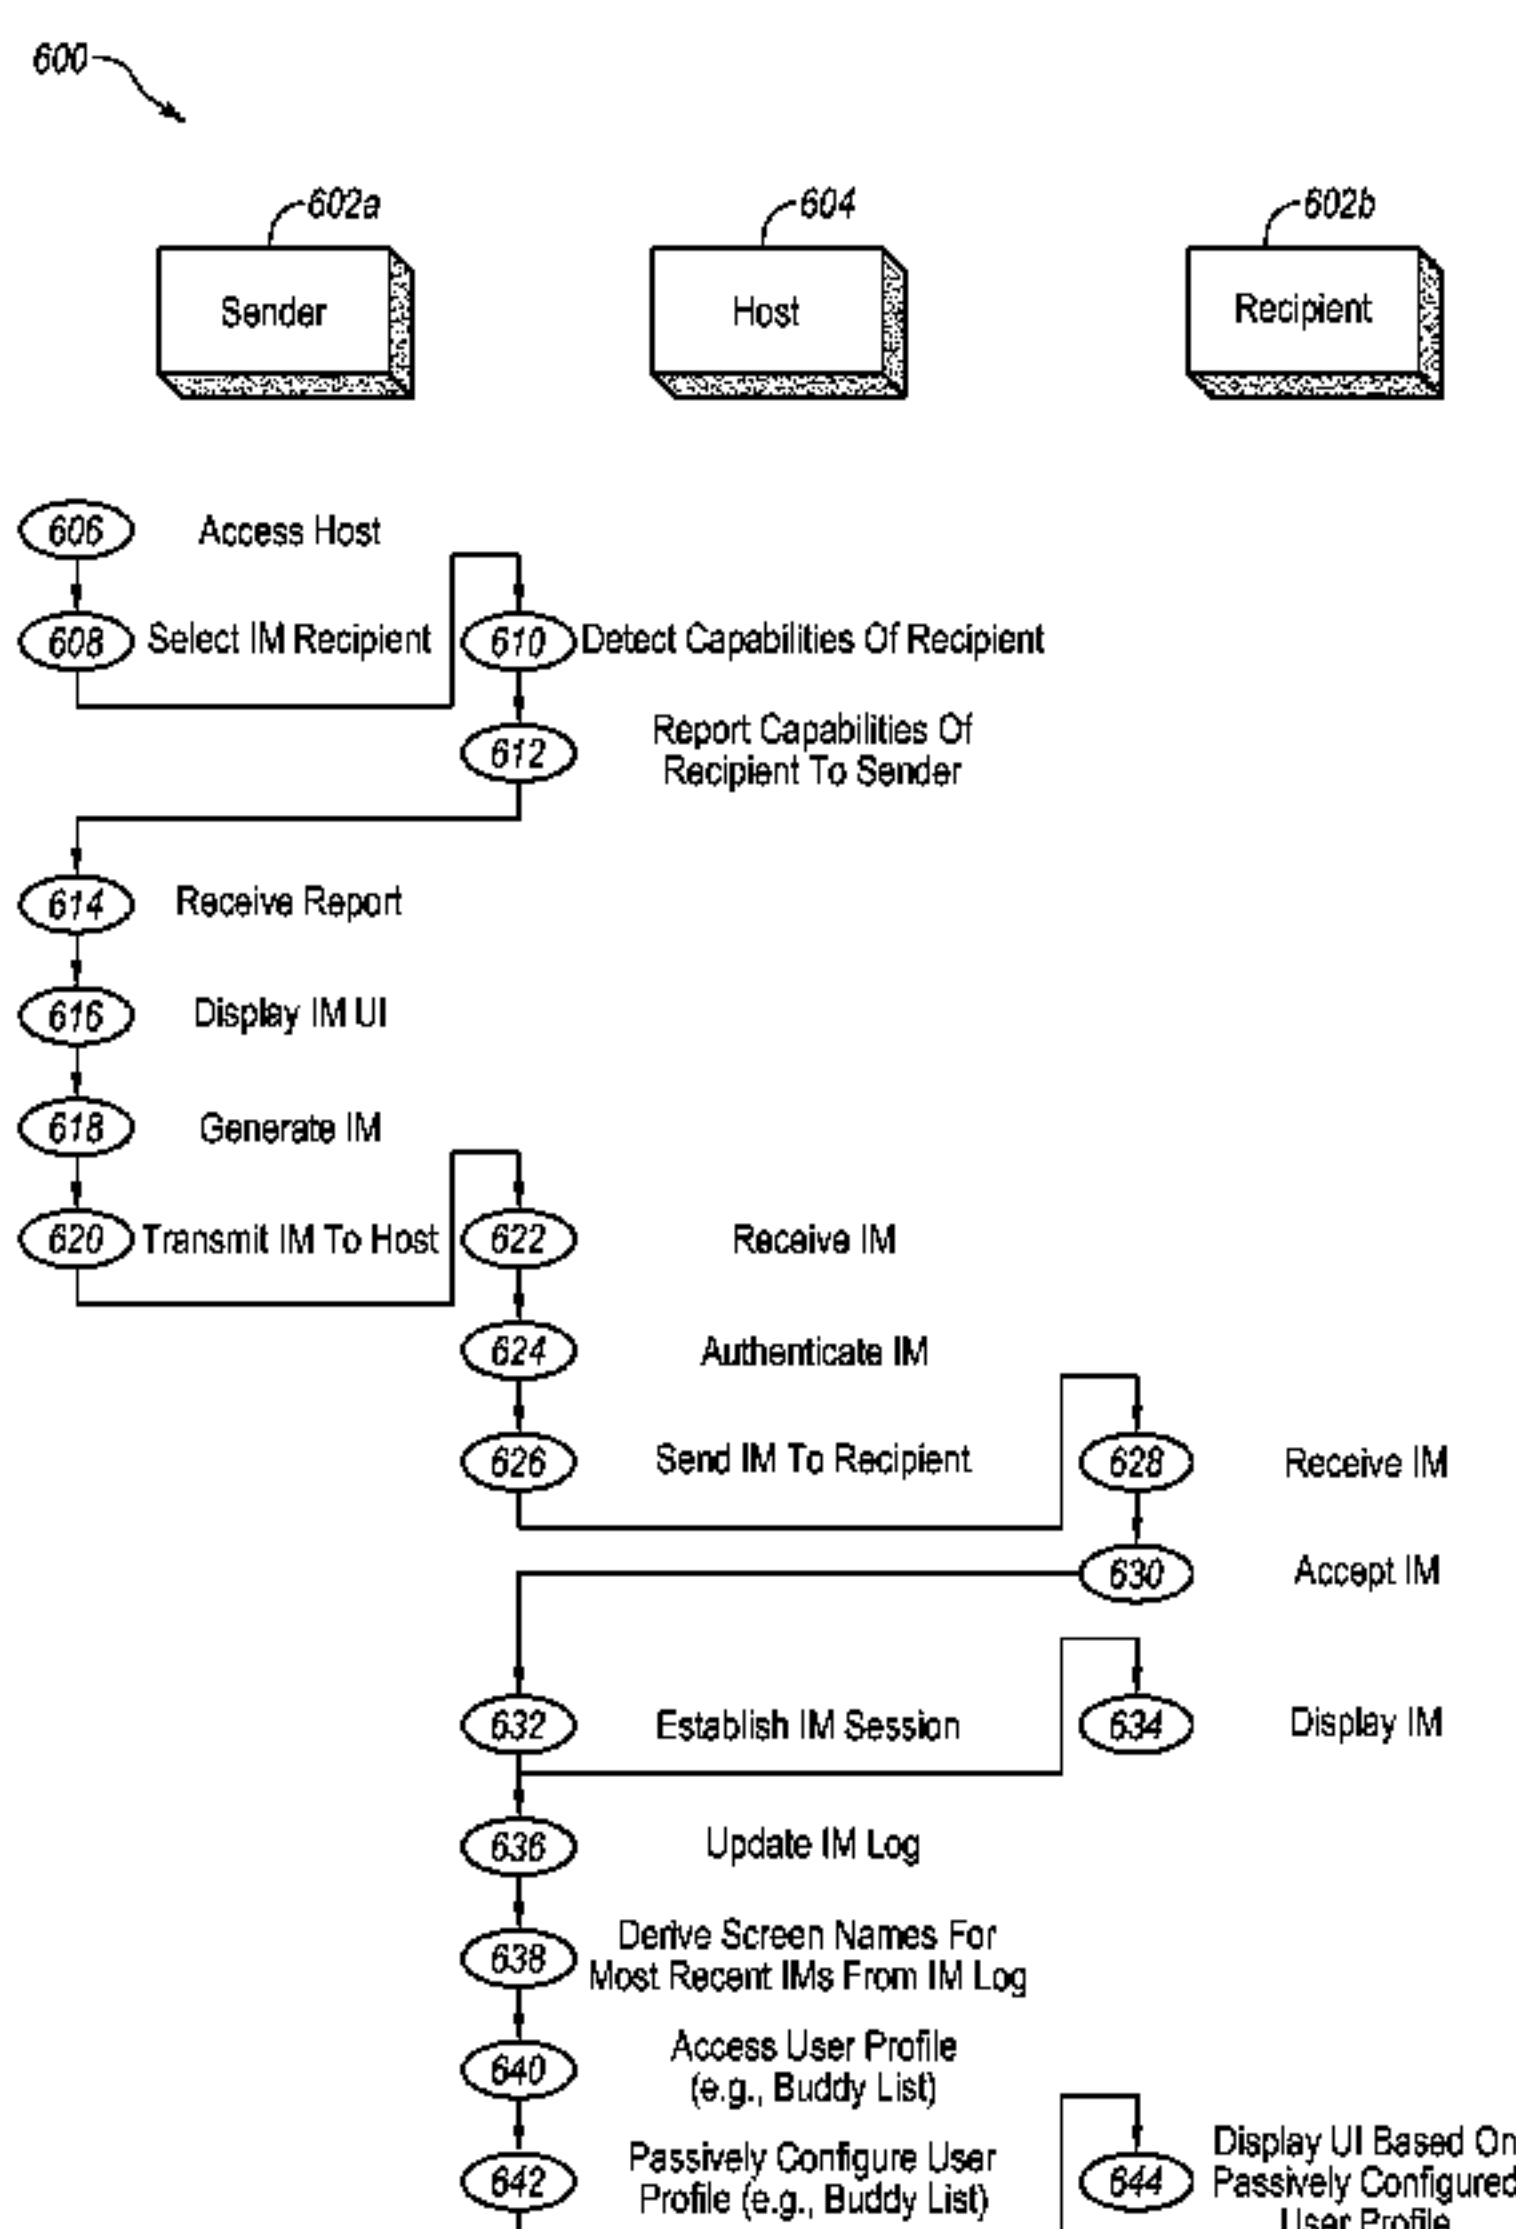 600
602a
604
602b
Sender
Host
Recipient
606 Access Host
608 Select IM Recipient
610 Detect Capabilities Of Recipient
612 Report Capabilities Of
Recipient To Sender
614 Receive Report
616 Display IM UI
618 Generate IM
620 Transmit IM To Host
622 Receive IM
624 Authenticate IM
626 Send IM To Recipient
628 Receive IM
630 Accept IM
632 Establish IM Session
634 Display IM
636 Update IM Log
638 Derive Screen Names For
Most Recent IMs From IM Log
640 Access User Profile
(e.g., Buddy List)
642 Passively Configure User
Profile (e.g., Buddy List)
644 Display UI Based On
Passively Configured
User Profile